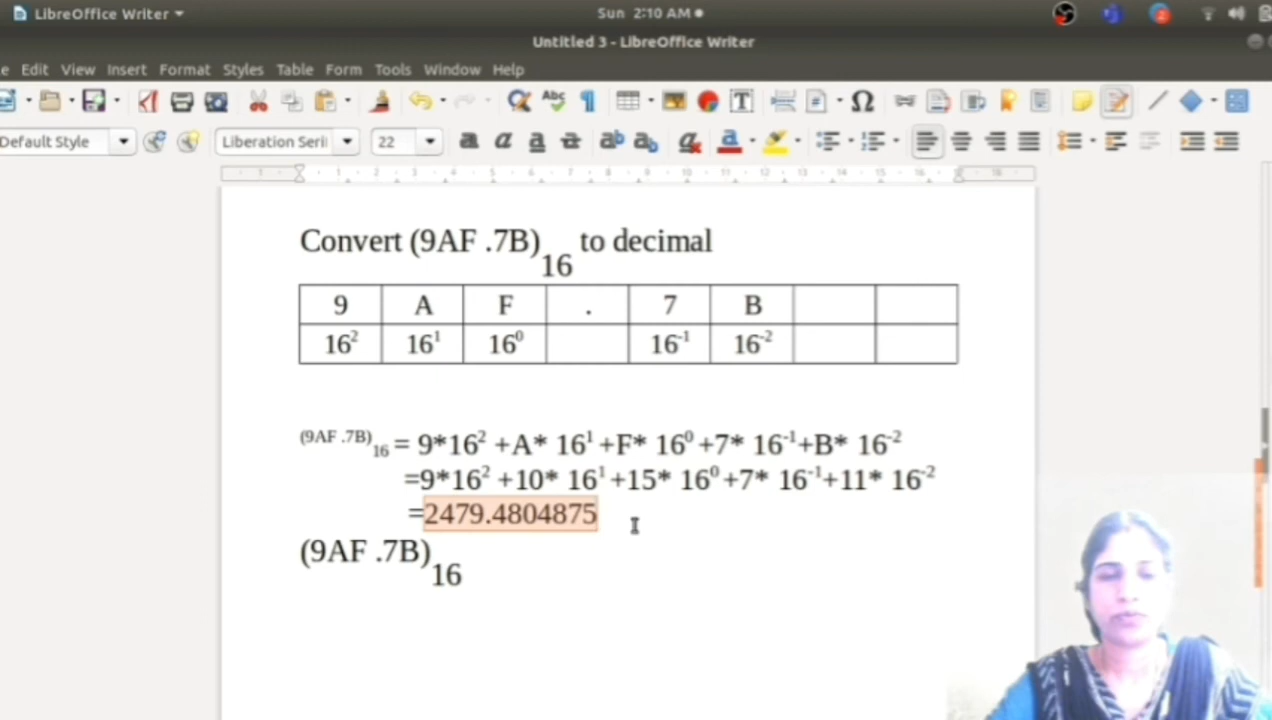 LibreOffice Writer
Sun 2:10 AM
Untitled 3 - LibreOffice Writer
Edit View Insert Format Styles Table Form Tools Window Help
Default Style Liberation Seri 22
Convert (9AF .7B)₁₆ to decimal
9 A F . 7 B
16² 16¹ 16⁰ 16⁻¹ 16⁻²
(9AF .7B)₁₆ = 9*16² +A* 16¹ +F* 16⁰ +7* 16⁻¹+B* 16⁻²
=9*16² +10* 16¹ +15* 16⁰ +7* 16⁻¹+11* 16⁻²
=2479.4804875
(9AF .7B)₁₆